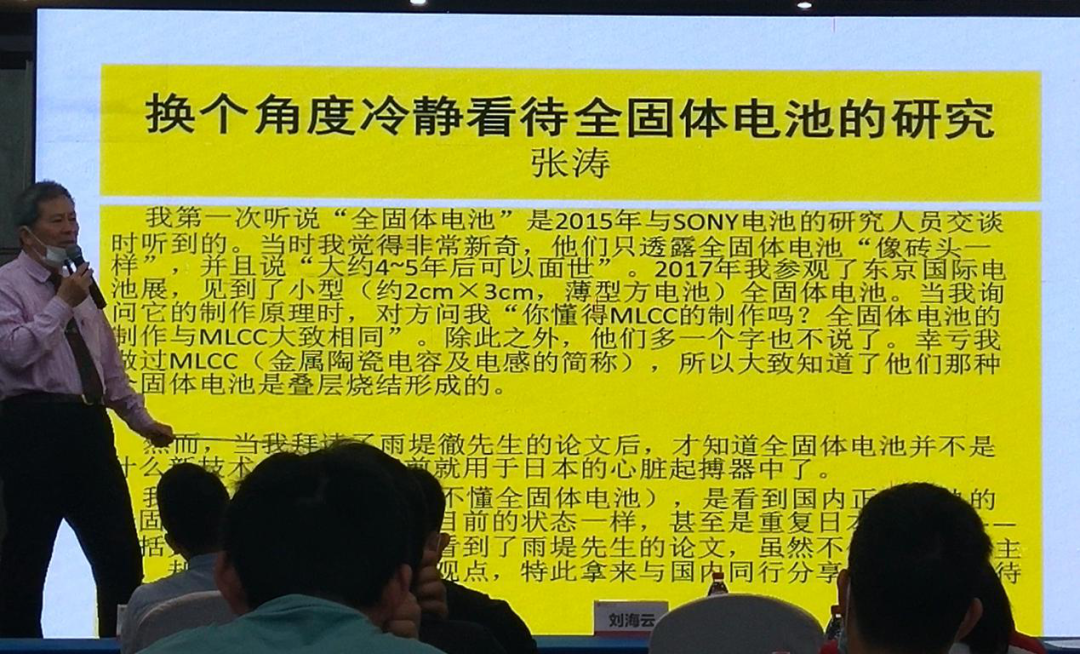 换个角度冷静看待全固体电池的研究
张涛
我第一次听说“全固体电池”是2015年与SONY电池的研究人员交谈
时听到的。当时我觉得非常新奇，他们只透露全固体电池“像砖头一
样”，并且说“大约4~5年后可以面世”。2017年我参观了东京国际电
池展，见到了小型（约2cm×3cm，薄型方电池）全固体电池。当我询
问它的制作原理时，对方问我“你懂得MLCC的制作吗？全固体电池的
制作与MLCC大致相同”。除此之外，他们多一个字也不说了。幸亏我
做过MLCC（金属陶瓷电容及电感的简称），所以大致知道了他们那种
全固体电池是叠层烧结形成的。
然而，当我拜读了雨堤徹先生的论文后，才知道全固体电池并不是
什么新技术 前就用于日本的心脏起搏器中了。
我 不懂全固体电池），是看到国内正 的
固 目前的状态一样，甚至是重复日
括 看到了雨堤先生的论文，虽然不 主
观点，特此拿来与国内同行分享 待
刘海云